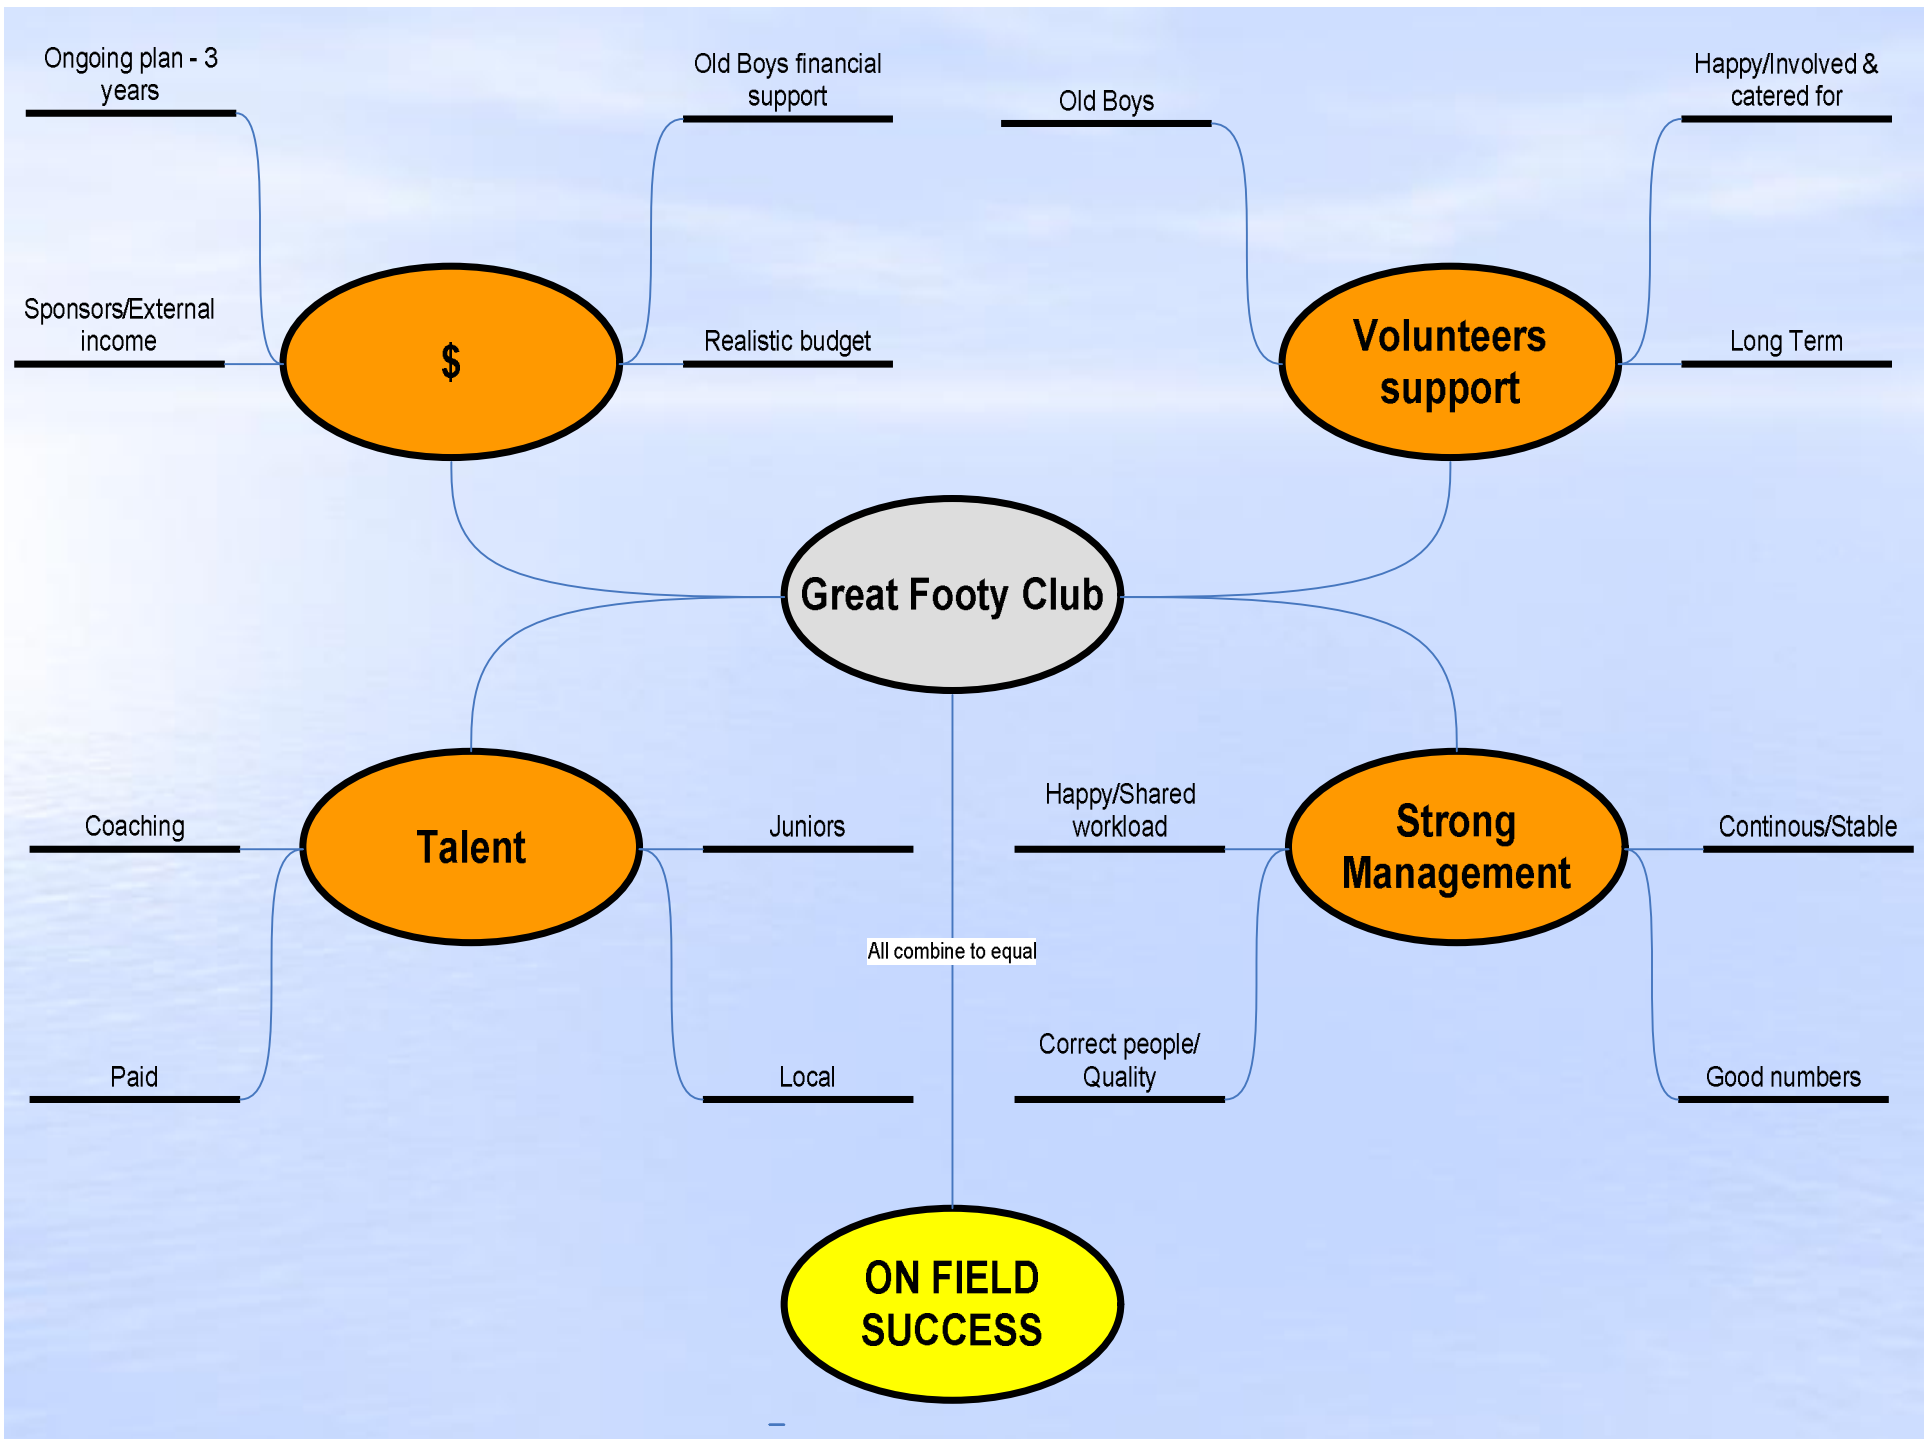 Ongoing plan - 3
years
Old Boys financial
support
Old Boys
Happy/Involved &
catered for
Sponsors/External
income
$
Realistic budget
Volunteers
support
Long Term
Great Footy Club
Coaching
Talent
Juniors
Happy/Shared
workload
Strong
Management
Continous/Stable
All combine to equal
Paid
Local
Correct people/
Quality
Good numbers
ON FIELD
SUCCESS